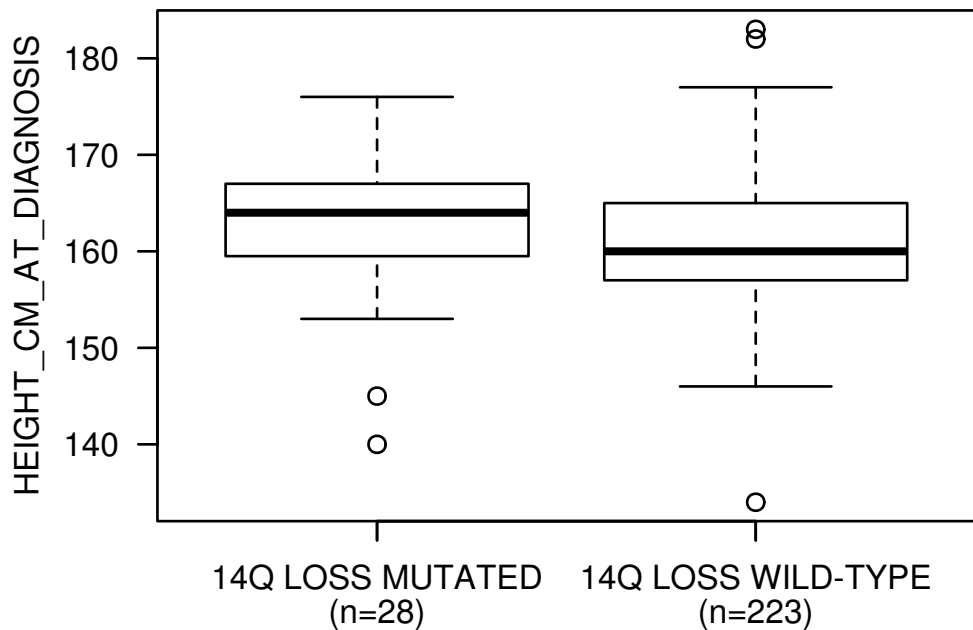 HEIGHT_CM_AT_DIAGNOSIS
180
170
160
150
140
14Q LOSS MUTATED
(n=28)
14Q LOSS WILD-TYPE
(n=223)